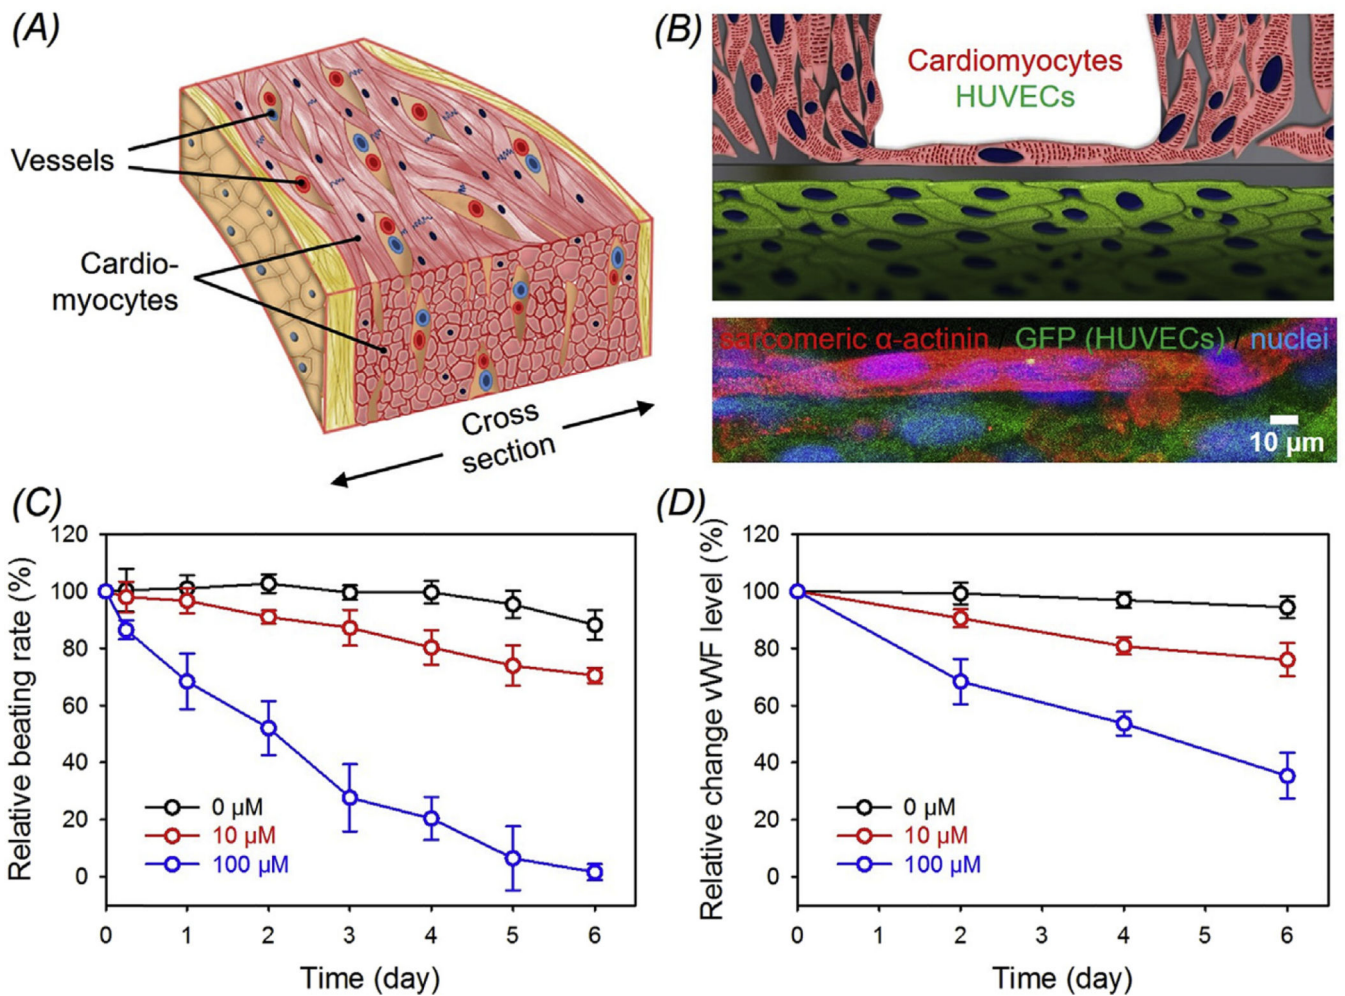 (A)
Vessels
Cardio-
myocytes
Cross
section
(B)
Cardiomyocytes
HUVECs
sarcomeric α-actinin / GFP (HUVECs) / nuclei
10 µm
(C)
Relative beating rate (%)
120
100
80
60
40
20
0
0 µM
10 µM
100 µM
0 1 2 3 4 5 6
Time (day)
(D)
Relative change vWF level (%)
120
100
80
60
40
20
0
0 µM
10 µM
100 µM
0 1 2 3 4 5 6
Time (day)